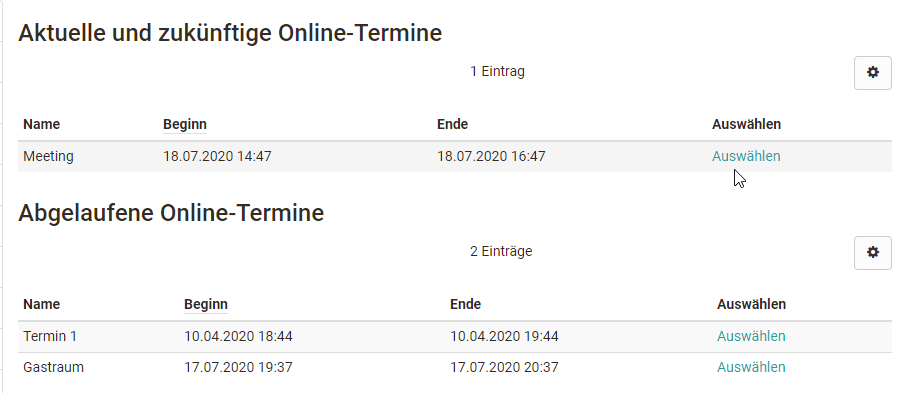 Aktuelle und zukünftige Online-Termine
1 Eintrag
Name Beginn Ende Auswählen
Meeting 18.07.2020 14:47 18.07.2020 16:47 Auswählen
Abgelaufene Online-Termine
2 Einträge
Name Beginn Ende Auswählen
Termin 1 10.04.2020 18:44 10.04.2020 19:44 Auswählen
Gastraum 17.07.2020 19:37 17.07.2020 20:37 Auswählen